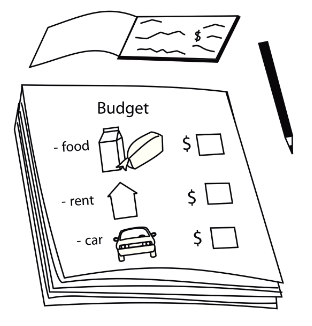 $
Budget
- food $
- rent $
- car $